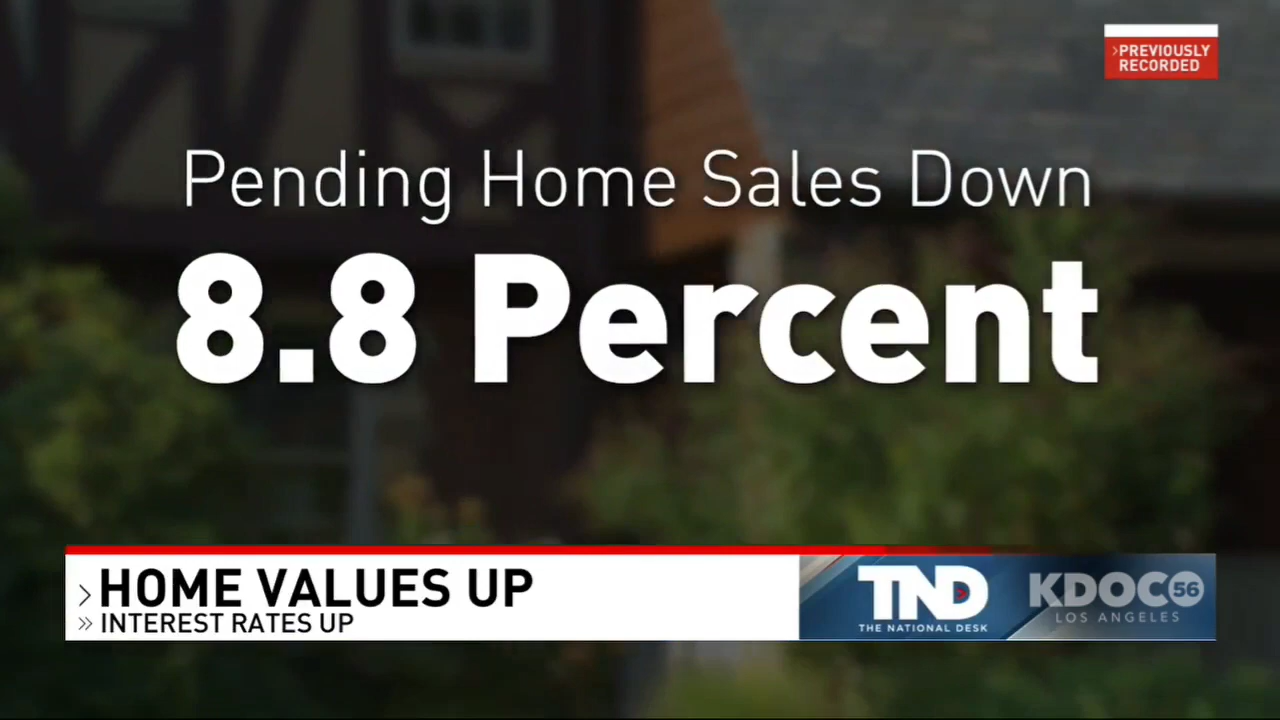 ›PREVIOUSLY
RECORDED
Pending Home Sales Down
8.8 Percent
› HOME VALUES UP
» INTEREST RATES UP
TND
THE NATIONAL DESK
KDOC 56
LOS ANGELES